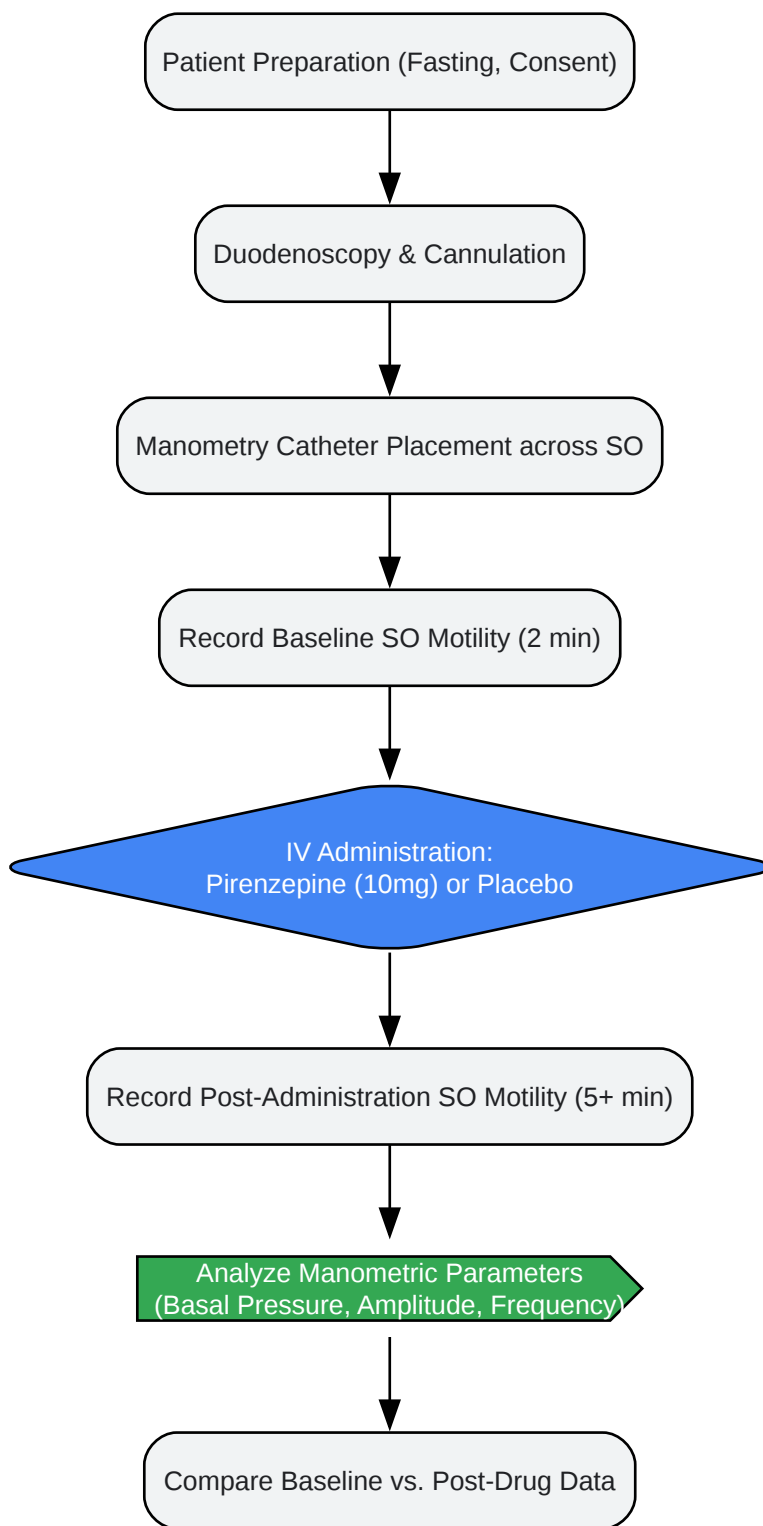 Patient Preparation (Fasting, Consent)
Duodenoscopy & Cannulation
Manometry Catheter Placement across SO
Record Baseline SO Motility (2 min)
IV Administration:
Pirenzepine (10mg) or Placebo
Record Post-Administration SO Motility (5+ min)
Analyze Manometric Parameters
(Basal Pressure, Amplitude, Frequency)
Compare Baseline vs. Post-Drug Data